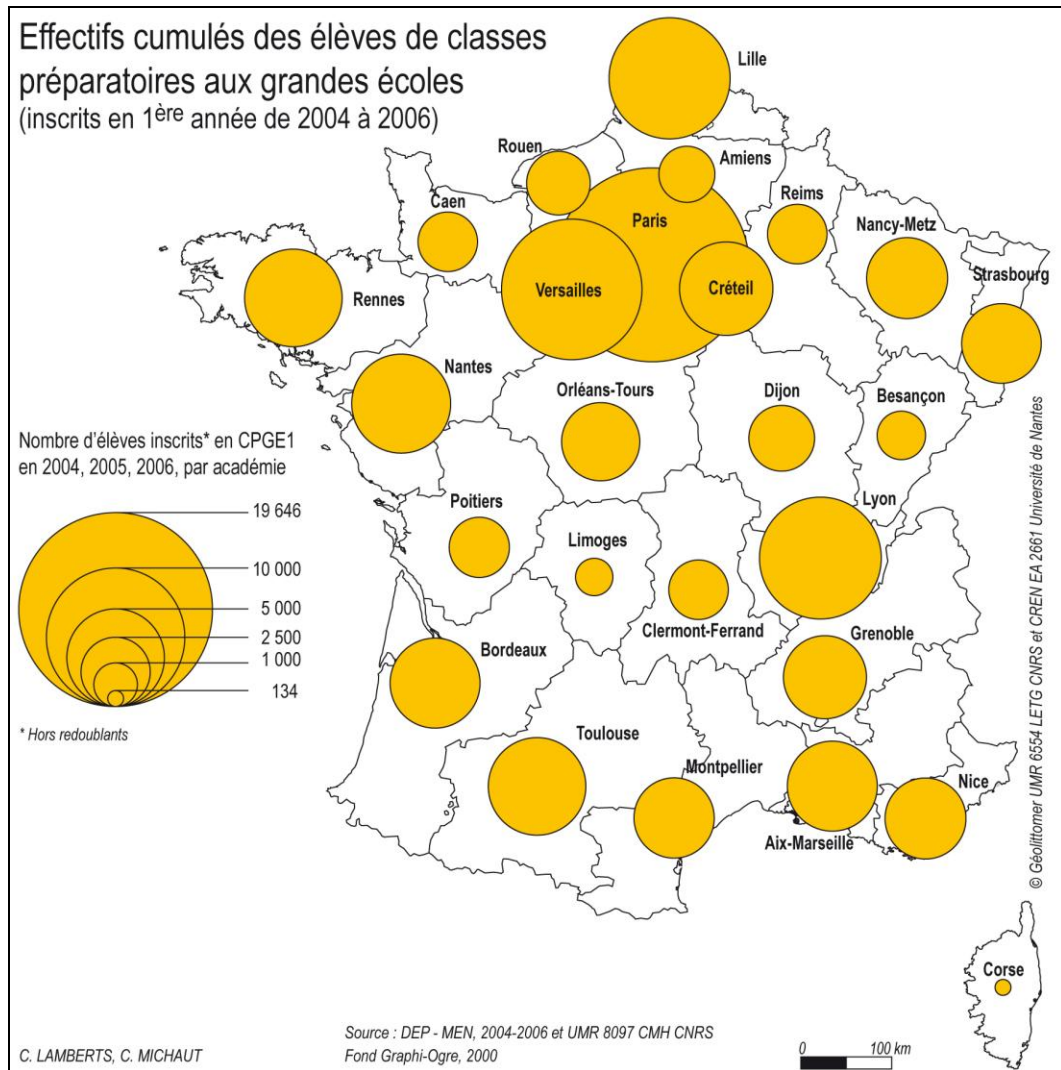 Effectifs cumulés des élèves de classes
préparatoires aux grandes écoles
(inscrits en 1ère année de 2004 à 2006)
Lille
Rouen
Amiens
Caen
Paris
Reims
Nancy-Metz
Strasbourg
Versailles
Créteil
Rennes
Nantes
Orléans-Tours
Dijon
Besançon
Nombre d'élèves inscrits* en CPGE1
en 2004, 2005, 2006, par académie
19 646
10 000
5 000
2 500
1 000
134
* Hors redoublants
Poitiers
Limoges
Lyon
Clermont-Ferrand
Grenoble
Bordeaux
Toulouse
Montpellier
Aix-Marseille
Nice
Corse
© Géolittomer UMR 6554 LETG CNRS et CREN EA 2661 Université de Nantes
Source : DEP - MEN, 2004-2006 et UMR 8097 CMH CNRS
C. LAMBERTS, C. MICHAUT
Fond Graphi-Ogre, 2000
0 100 km